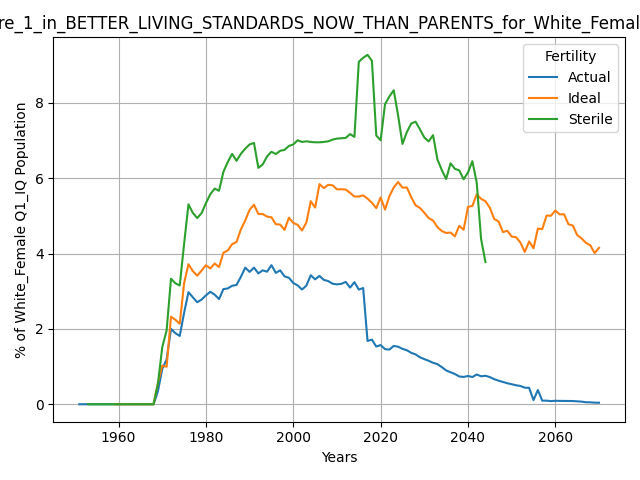 re_1_in_BETTER_LIVING_STANDARDS_NOW_THAN_PARENTS_for_White_Femal
Fertility
Actual
Ideal
Sterile
% of White_Female Q1_IQ Population
8
6
4
2
0
1960 1980 2000 2020 2040 2060
Years